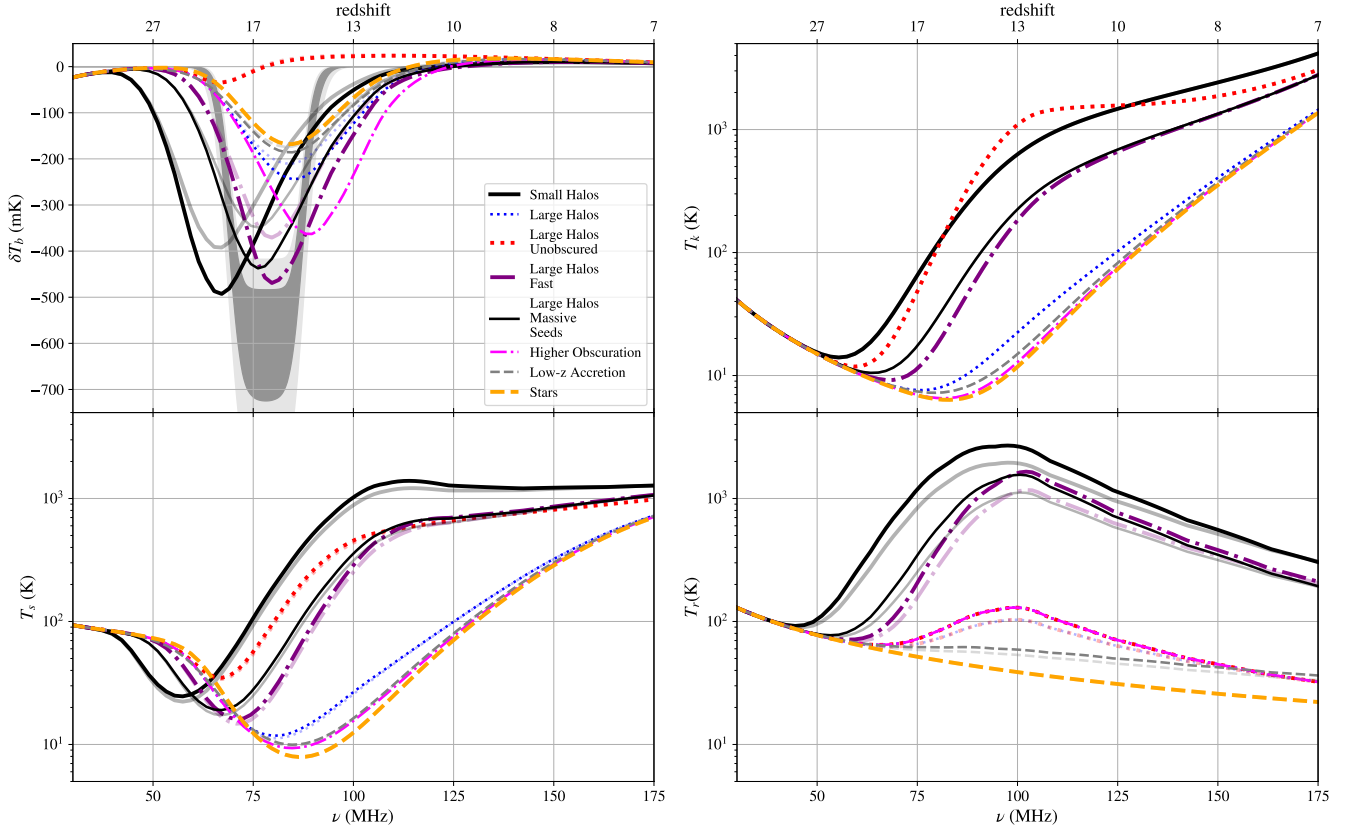 redshift
27 17 13 10 8 7
0
−100
−200
−300
−400
−500
−600
−700
δT_b (mK)
Small Halos
Large Halos
Large Halos
Unobscured
Large Halos
Fast
Large Halos
Massive
Seeds
Higher Obscuration
Low-z Accretion
Stars
redshift
27 17 13 10 8 7
10^3
10^2
10^1
T_k (K)
10^3
10^2
10^1
T_s (K)
50 75 100 125 150 175
ν (MHz)
10^3
10^2
10^1
T_r(K)
50 75 100 125 150 175
ν (MHz)